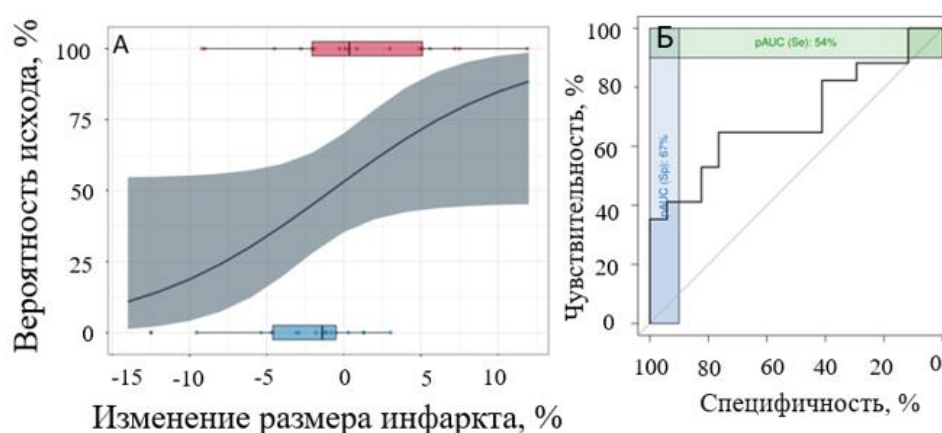 А
Вероятность исхода, %
100
75
50
25
0
-15
-10
-5
0
5
10
Изменение размера инфаркта, %
Б
pAUC (Se): 54%
pAUC (Sp): 67%
Чувствительность, %
100
80
60
40
20
0
100
80
60
40
20
0
Специфичность, %